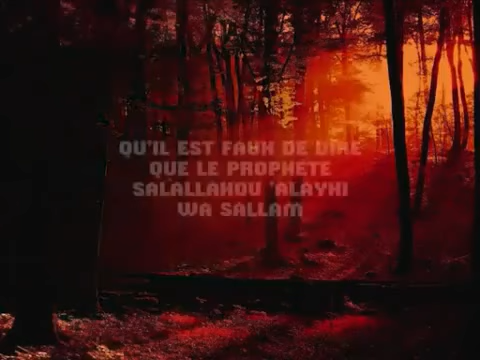 QU'IL EST FAUX DE DIRE
QUE LE PROPHETE
SALALLAHOU 'ALAYHI
WA SALLAM